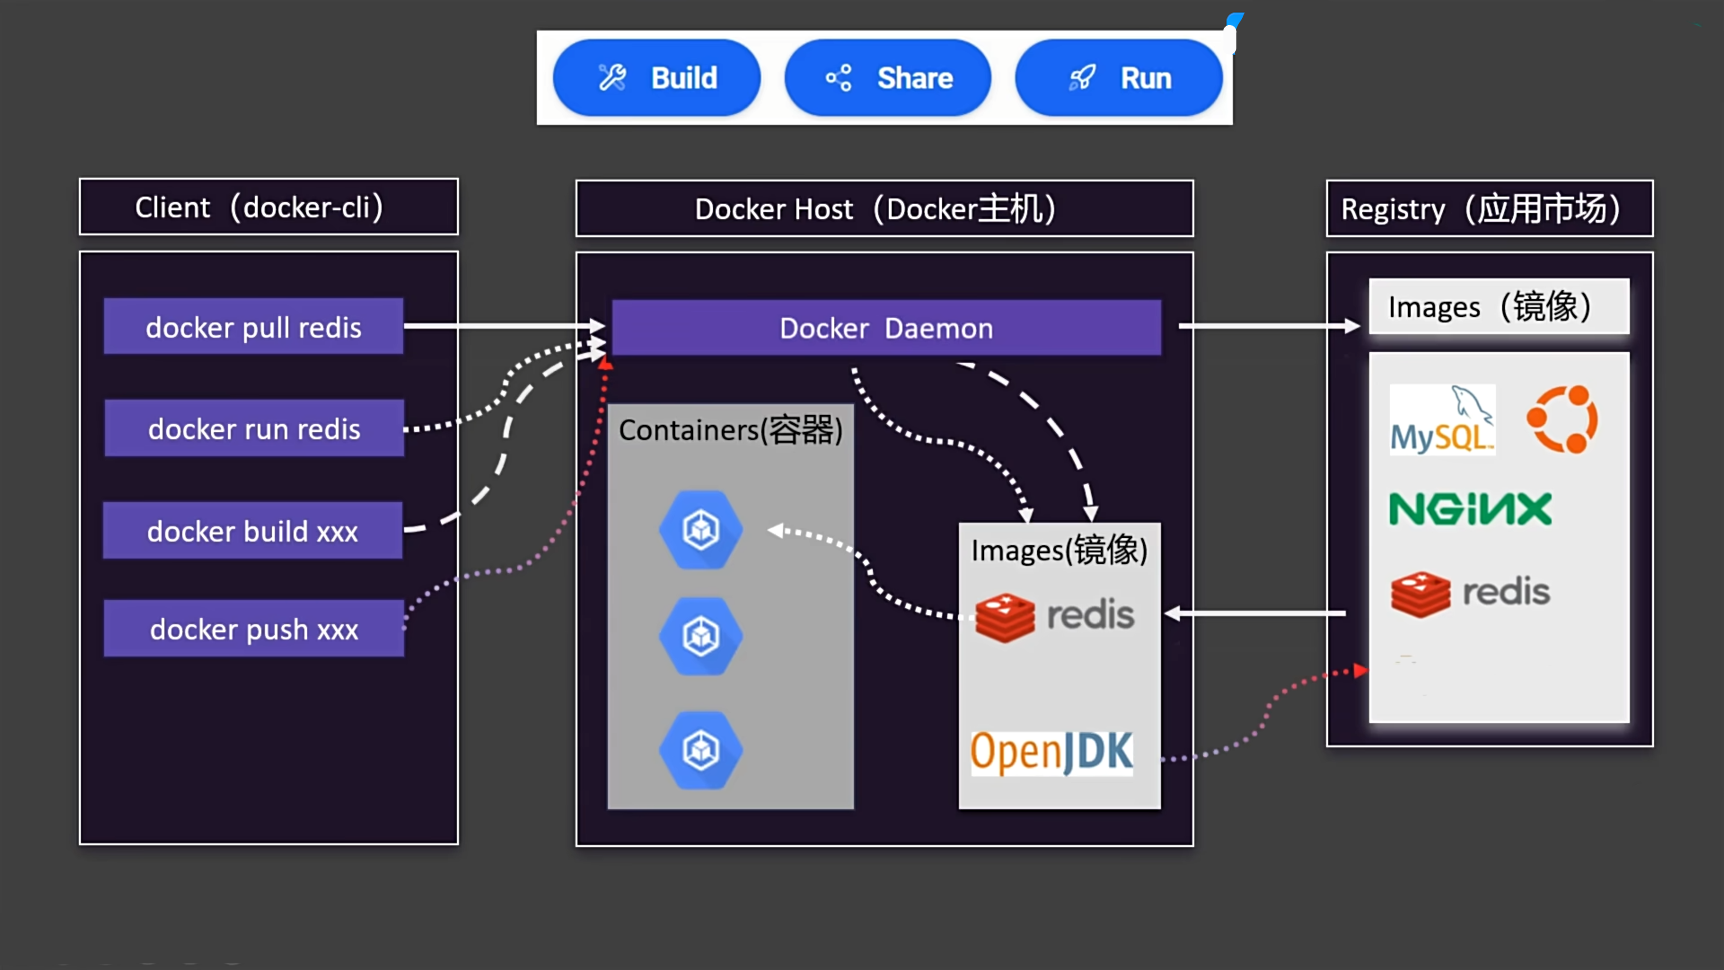 Build
Share
Run
Client（docker-cli）
docker pull redis
docker run redis
docker build xxx
docker push xxx
Docker Host（Docker主机）
Docker Daemon
Containers(容器)
Images(镜像)
redis
OpenJDK
Registry（应用市场）
Images（镜像）
MySQL™
NGINX
redis